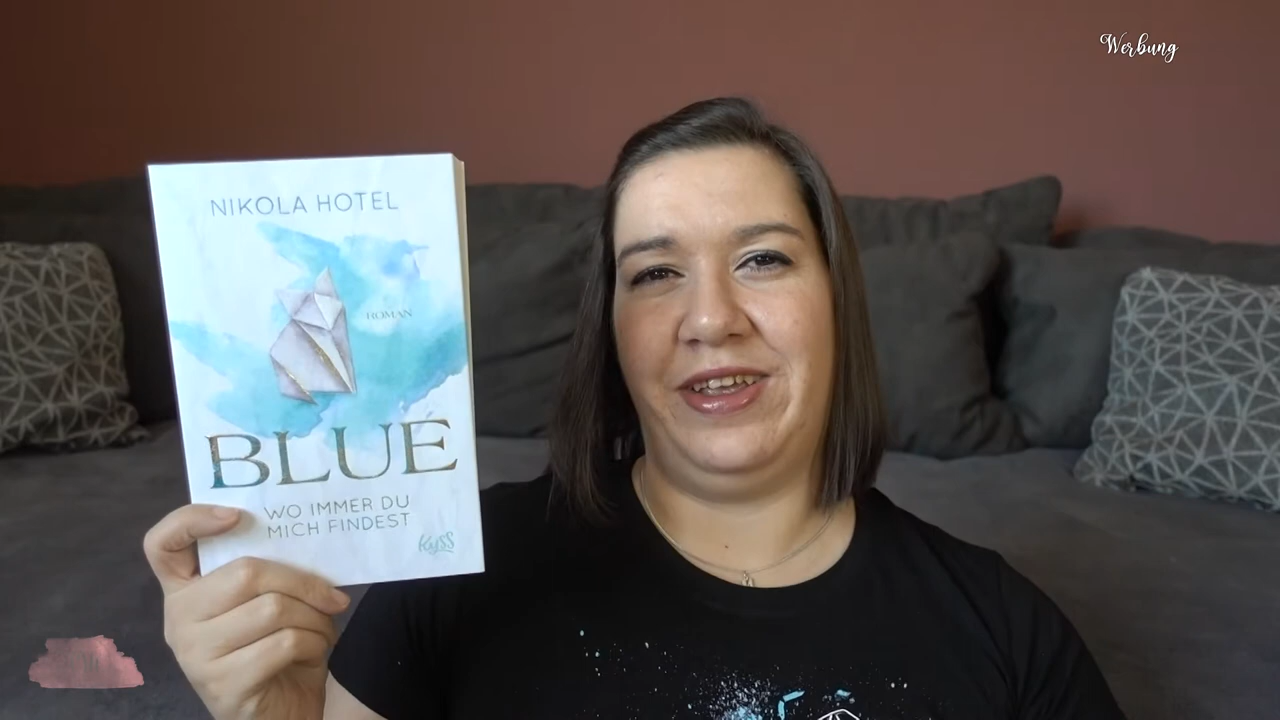 Werbung
NIKOLA HOTEL
ROMAN
BLUE
WO IMMER DU
MICH FINDEST
KYSS